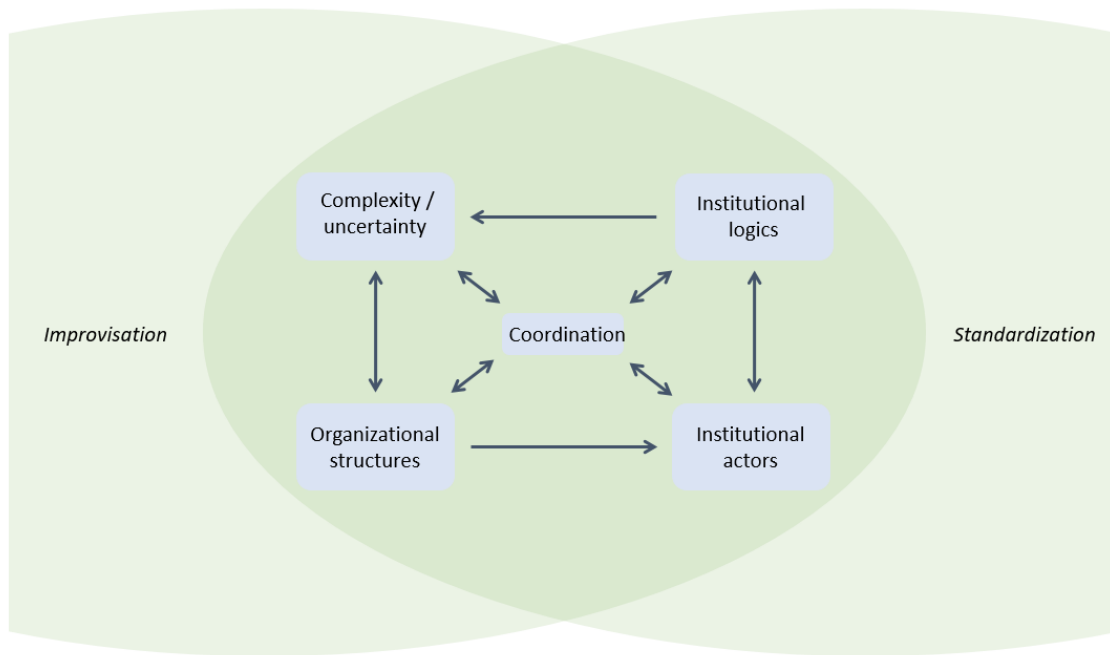 Complexity /
uncertainty
Institutional
logics
Improvisation
Coordination
Standardization
Organizational
structures
Institutional
actors